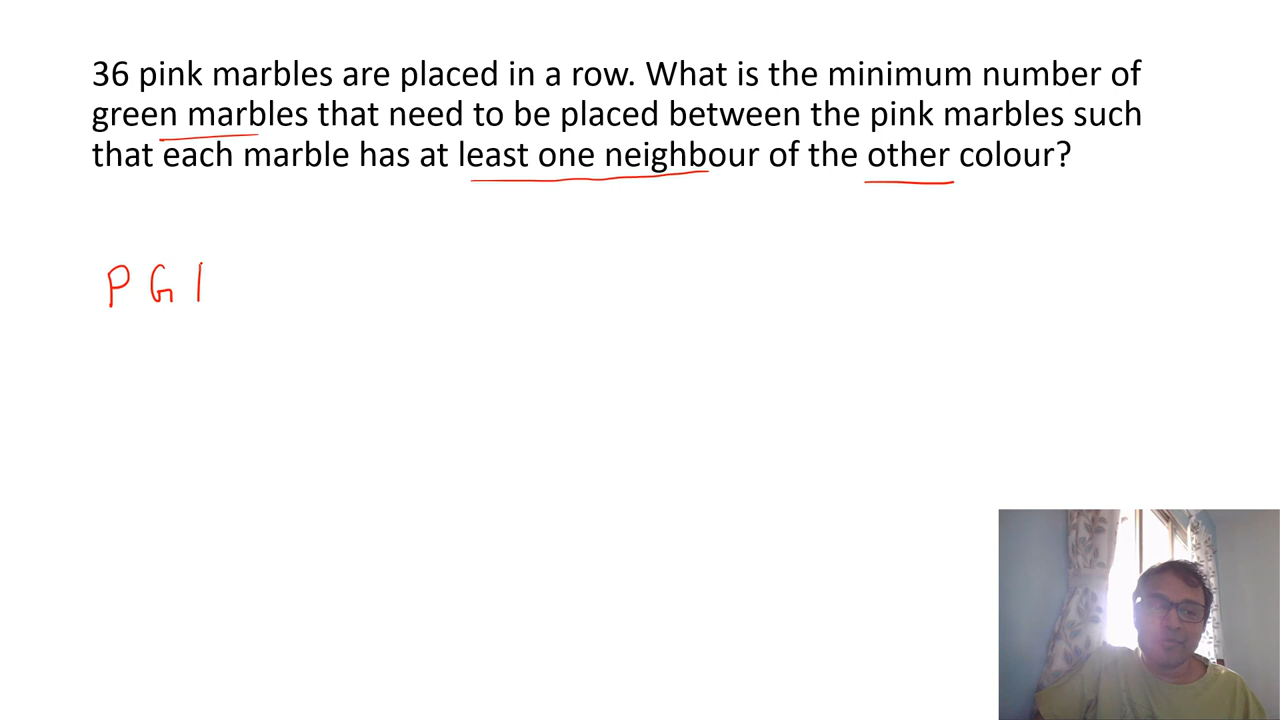 36 pink marbles are placed in a row. What is the minimum number of
green marbles that need to be placed between the pink marbles such
that each marble has at least one neighbour of the other colour?
P G I